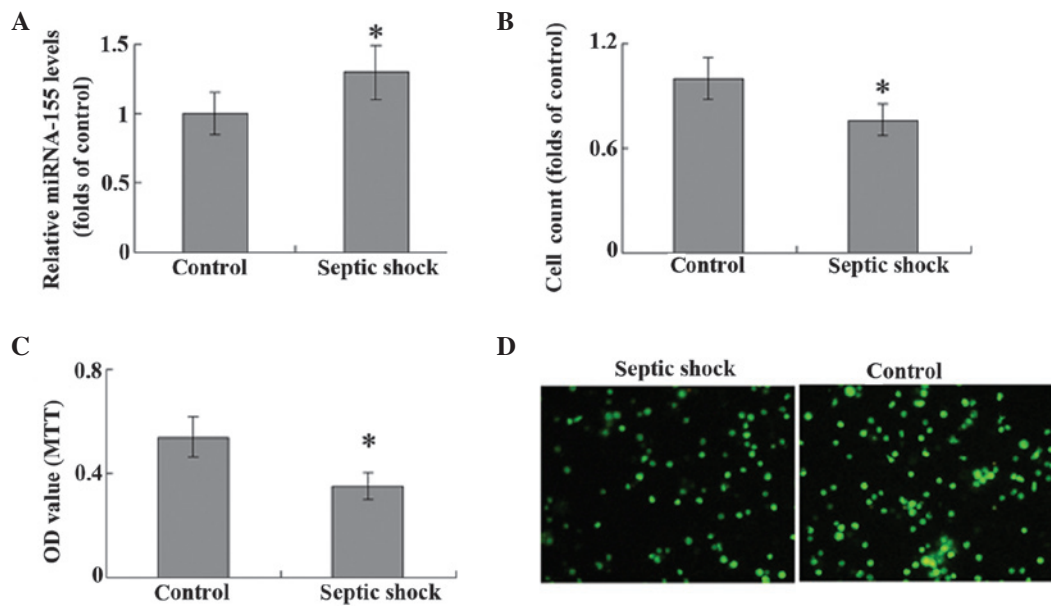 A
Relative miRNA-155 levels
(folds of control)
1.5
1
0.5
0
*
Control
Septic shock
B
Cell count (folds of control)
1.2
0.6
0
*
Control
Septic shock
C
OD value (MTT)
0.8
0.4
0
*
Control
Septic shock
D
Septic shock
Control